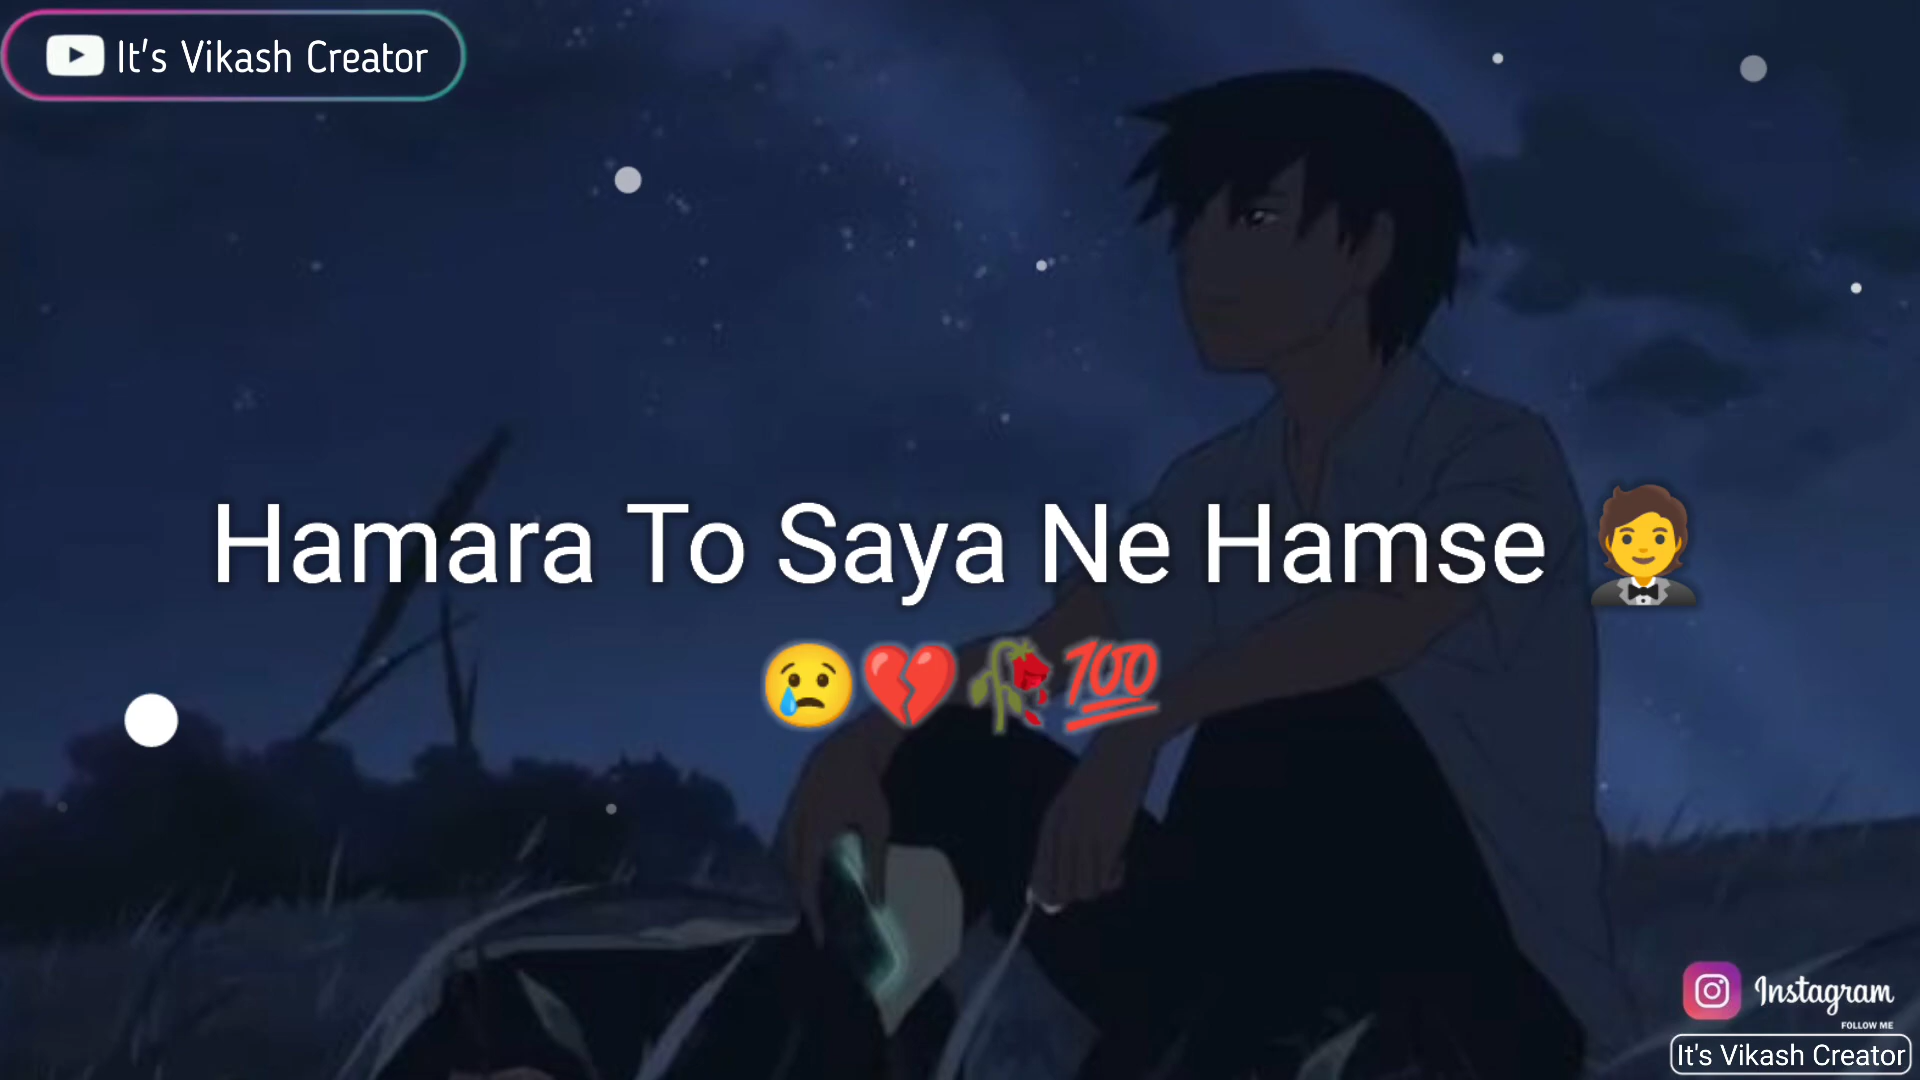 It's Vikash Creator
Hamara To Saya Ne Hamse 🤵
😢💔🥀💯
Instagram
FOLLOW ME
It's Vikash Creator